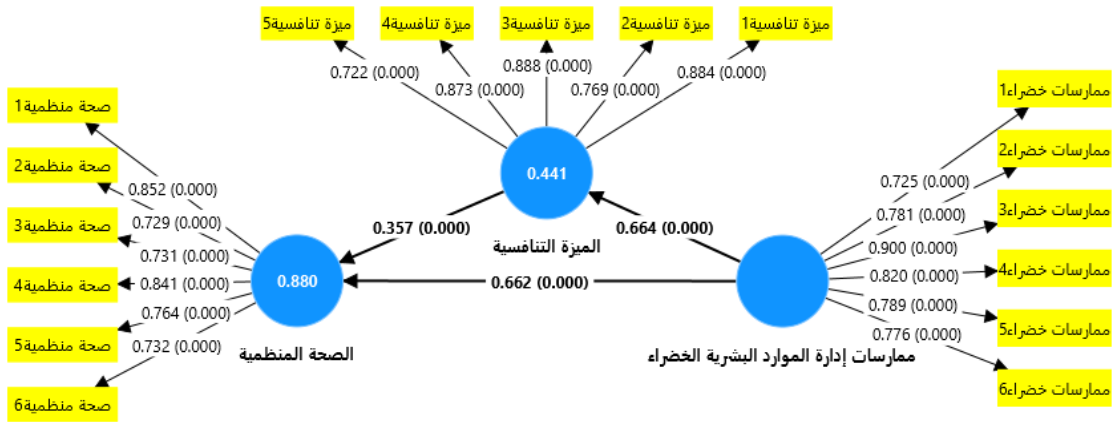 ميزة تنافسية5
ميزة تنافسية4
ميزة تنافسية3
ميزة تنافسية2
ميزة تنافسية1
0.722 (0.000)
0.873 (0.000)
0.888 (0.000)
0.769 (0.000)
0.884 (0.000)
صحة منظمية1
صحة منظمية2
صحة منظمية3
صحة منظمية4
صحة منظمية5
صحة منظمية6
0.852 (0.000)
0.729 (0.000)
0.731 (0.000)
0.841 (0.000)
0.764 (0.000)
0.732 (0.000)
0.441
الميزة التنافسية
0.357 (0.000)
0.664 (0.000)
0.662 (0.000)
0.880
الصحة المنظمية
ممارسات إدارة الموارد البشرية الخضراء
0.725 (0.000)
0.781 (0.000)
0.900 (0.000)
0.820 (0.000)
0.789 (0.000)
0.776 (0.000)
ممارسات خضراء1
ممارسات خضراء2
ممارسات خضراء3
ممارسات خضراء4
ممارسات خضراء5
ممارسات خضراء6